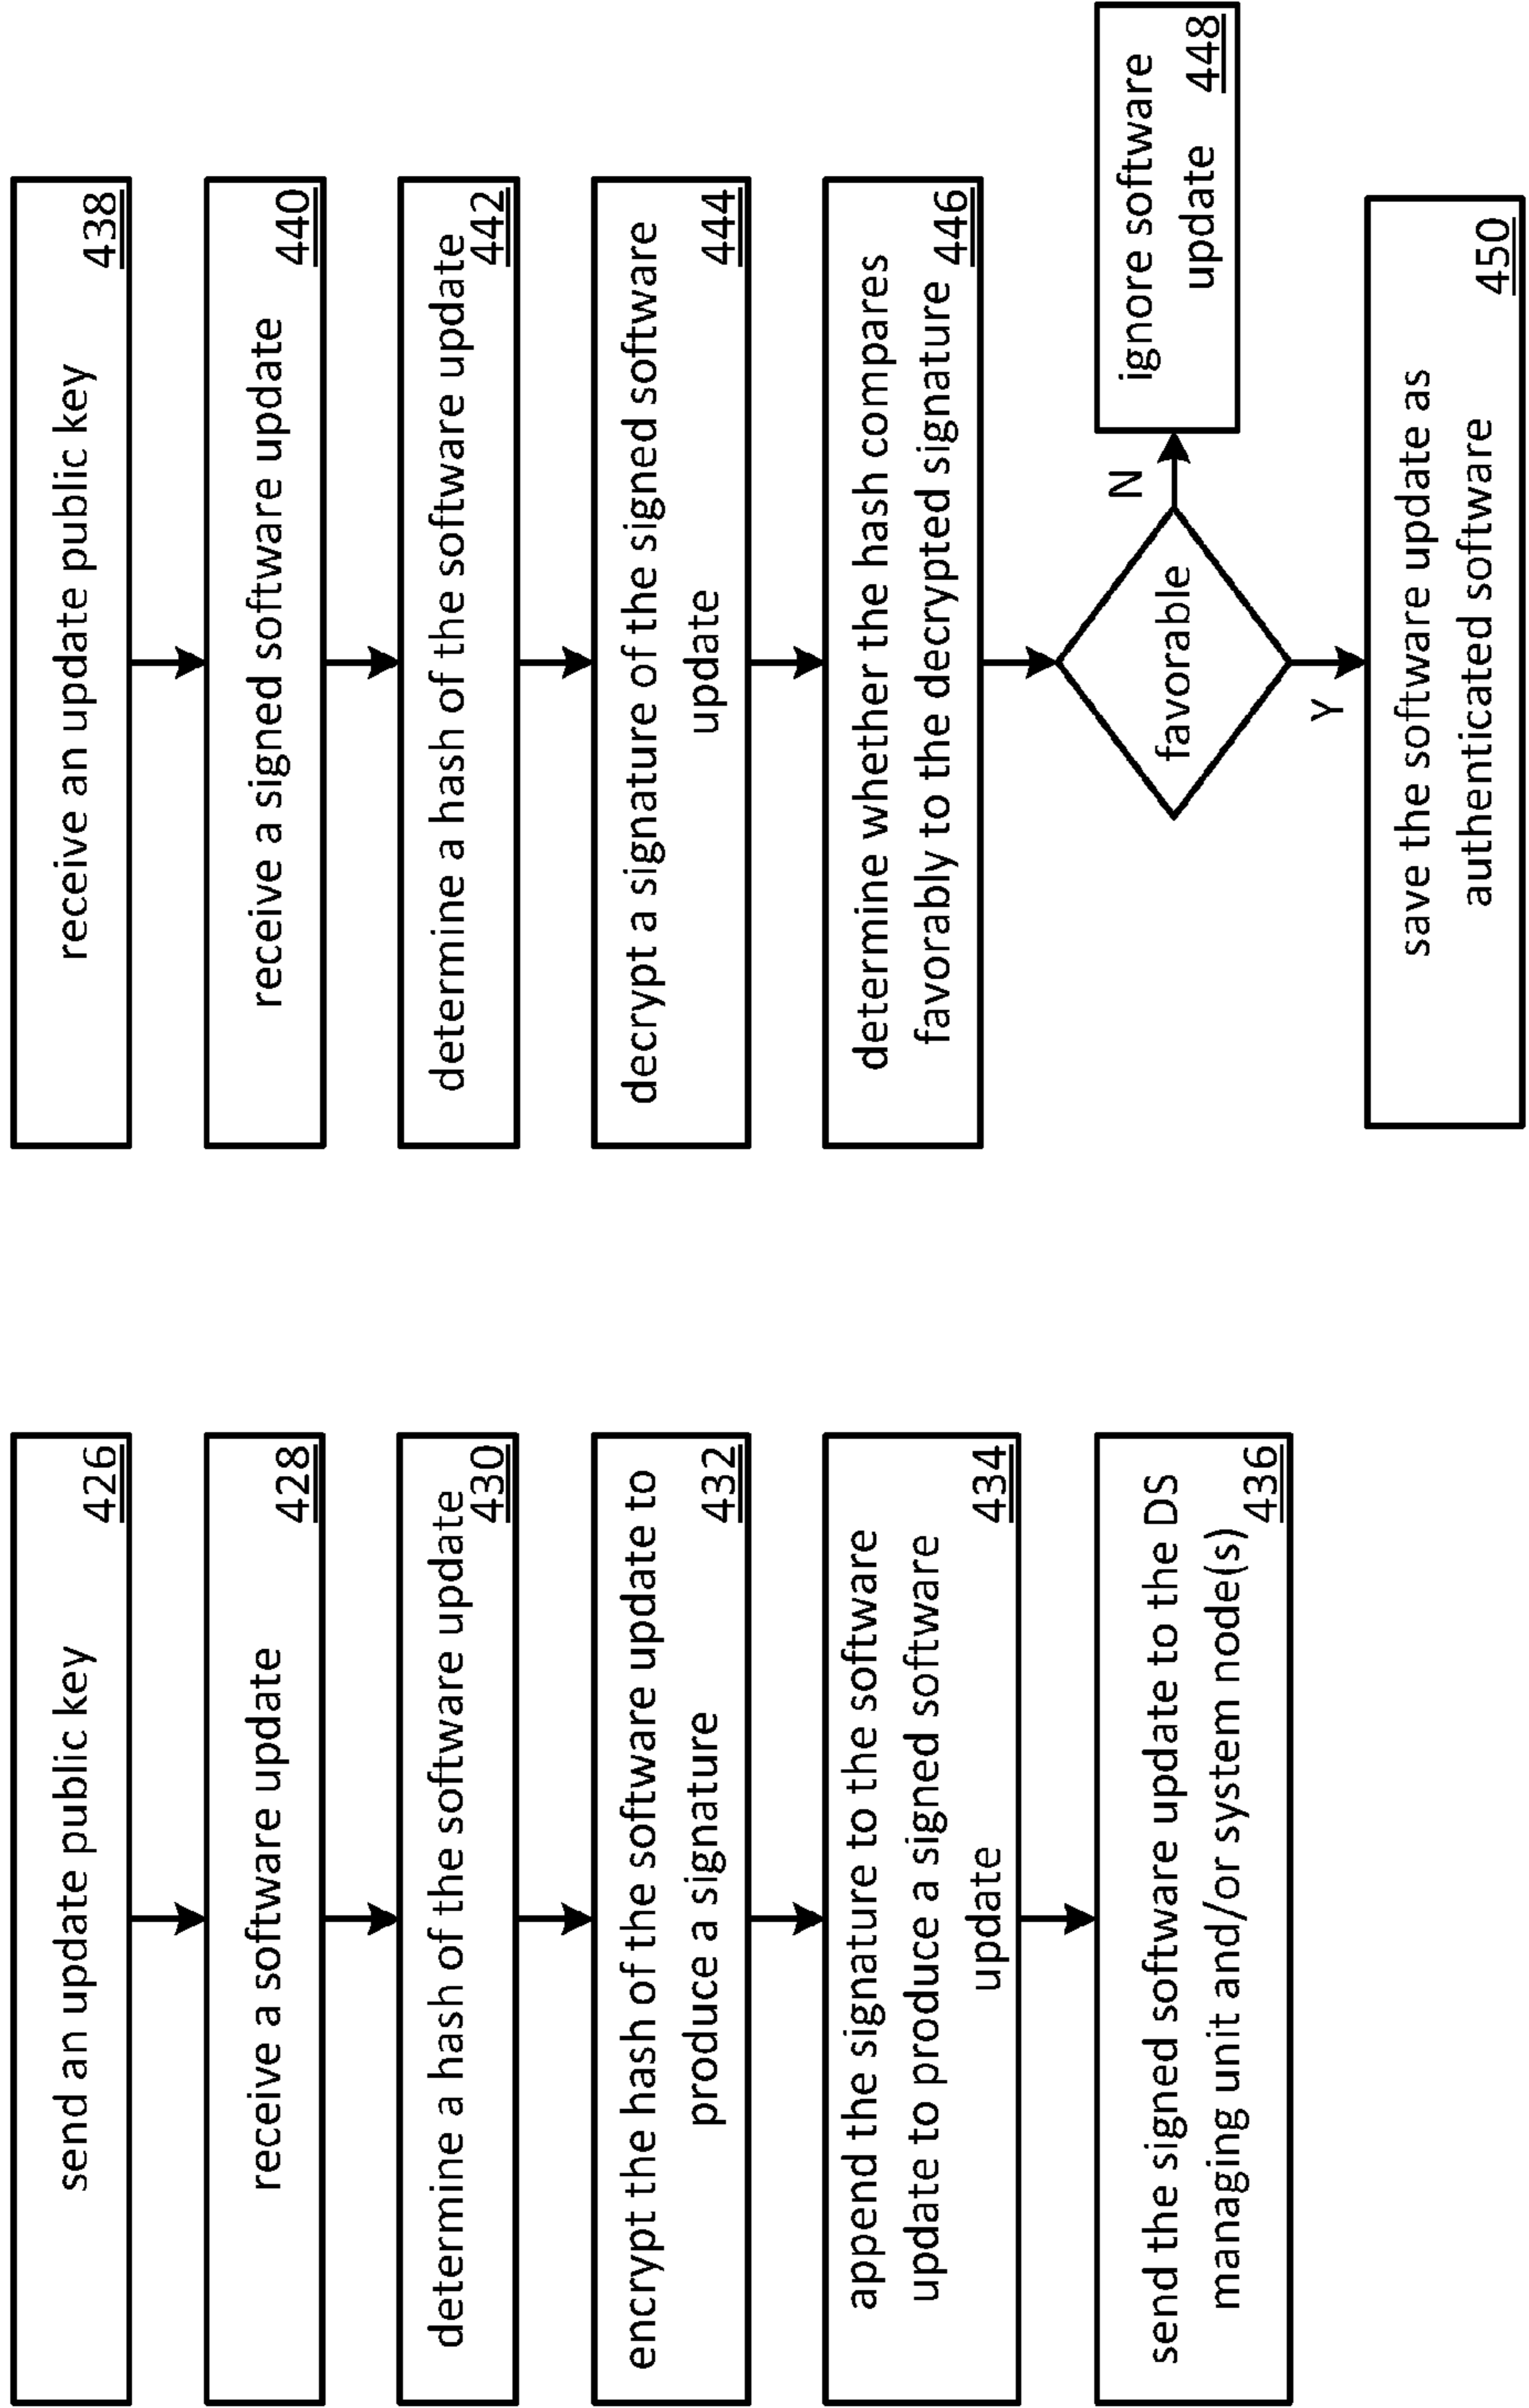 send an update public key
426
receive a software update
428
determine a hash of the software update
430
encrypt the hash of the software update to
produce a signature
432
append the signature to the software
update to produce a signed software
update
434
send the signed software update to the DS
managing unit and/or system node(s)
436
receive an update public key
438
receive a signed software update
440
determine a hash of the software update
442
decrypt a signature of the signed software
update
444
determine whether the hash compares
favorably to the decrypted signature
446
favorable
N
ignore software
update 448
Y
save the software update as
authenticated software
450